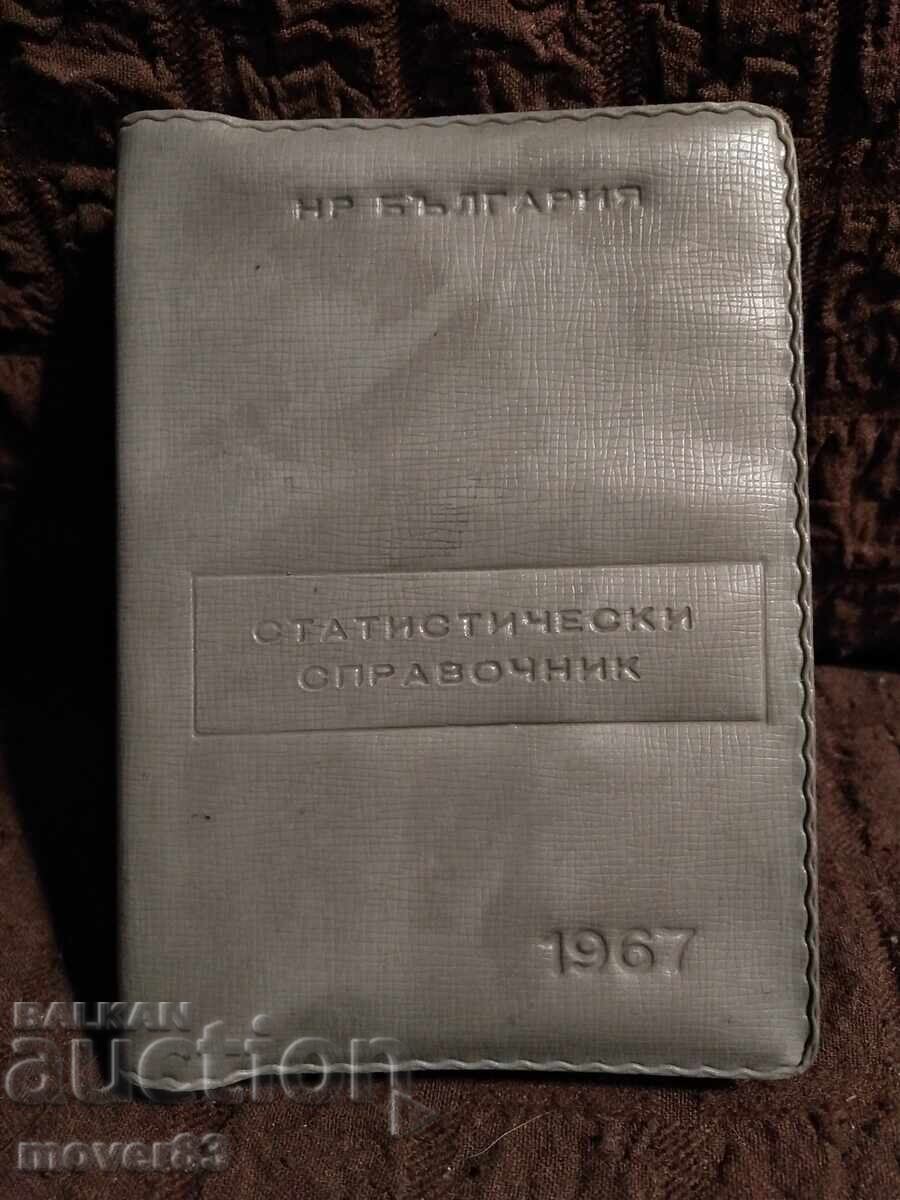 НР БЪЛГАРИЯ
СТАТИСТИЧЕСКИ
СПРАВОЧНИК
1967
BALKAN
auction
mover83